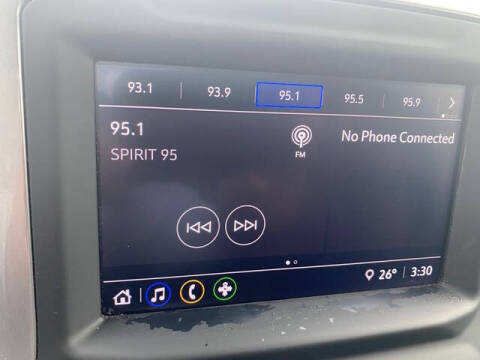 93.1 93.9 95.1 95.5 95.9
95.1
SPIRIT 95
FM
No Phone Connected
26° 3:30